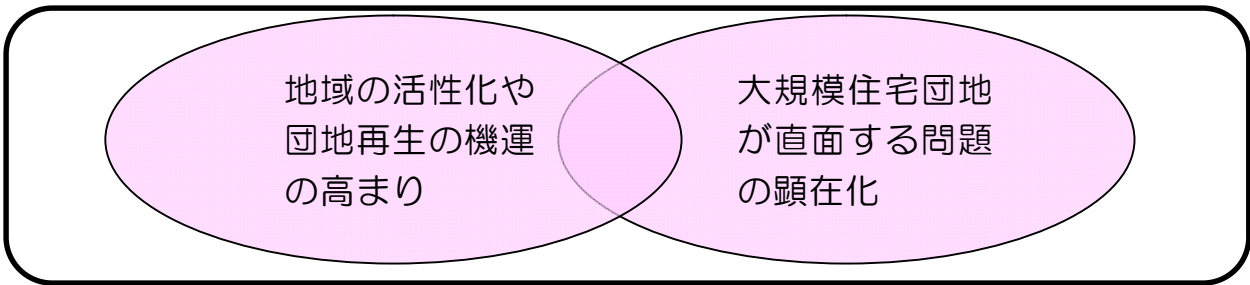 地域の活性化や
団地再生の機運
の高まり
大規模住宅団地
が直面する問題
の顕在化